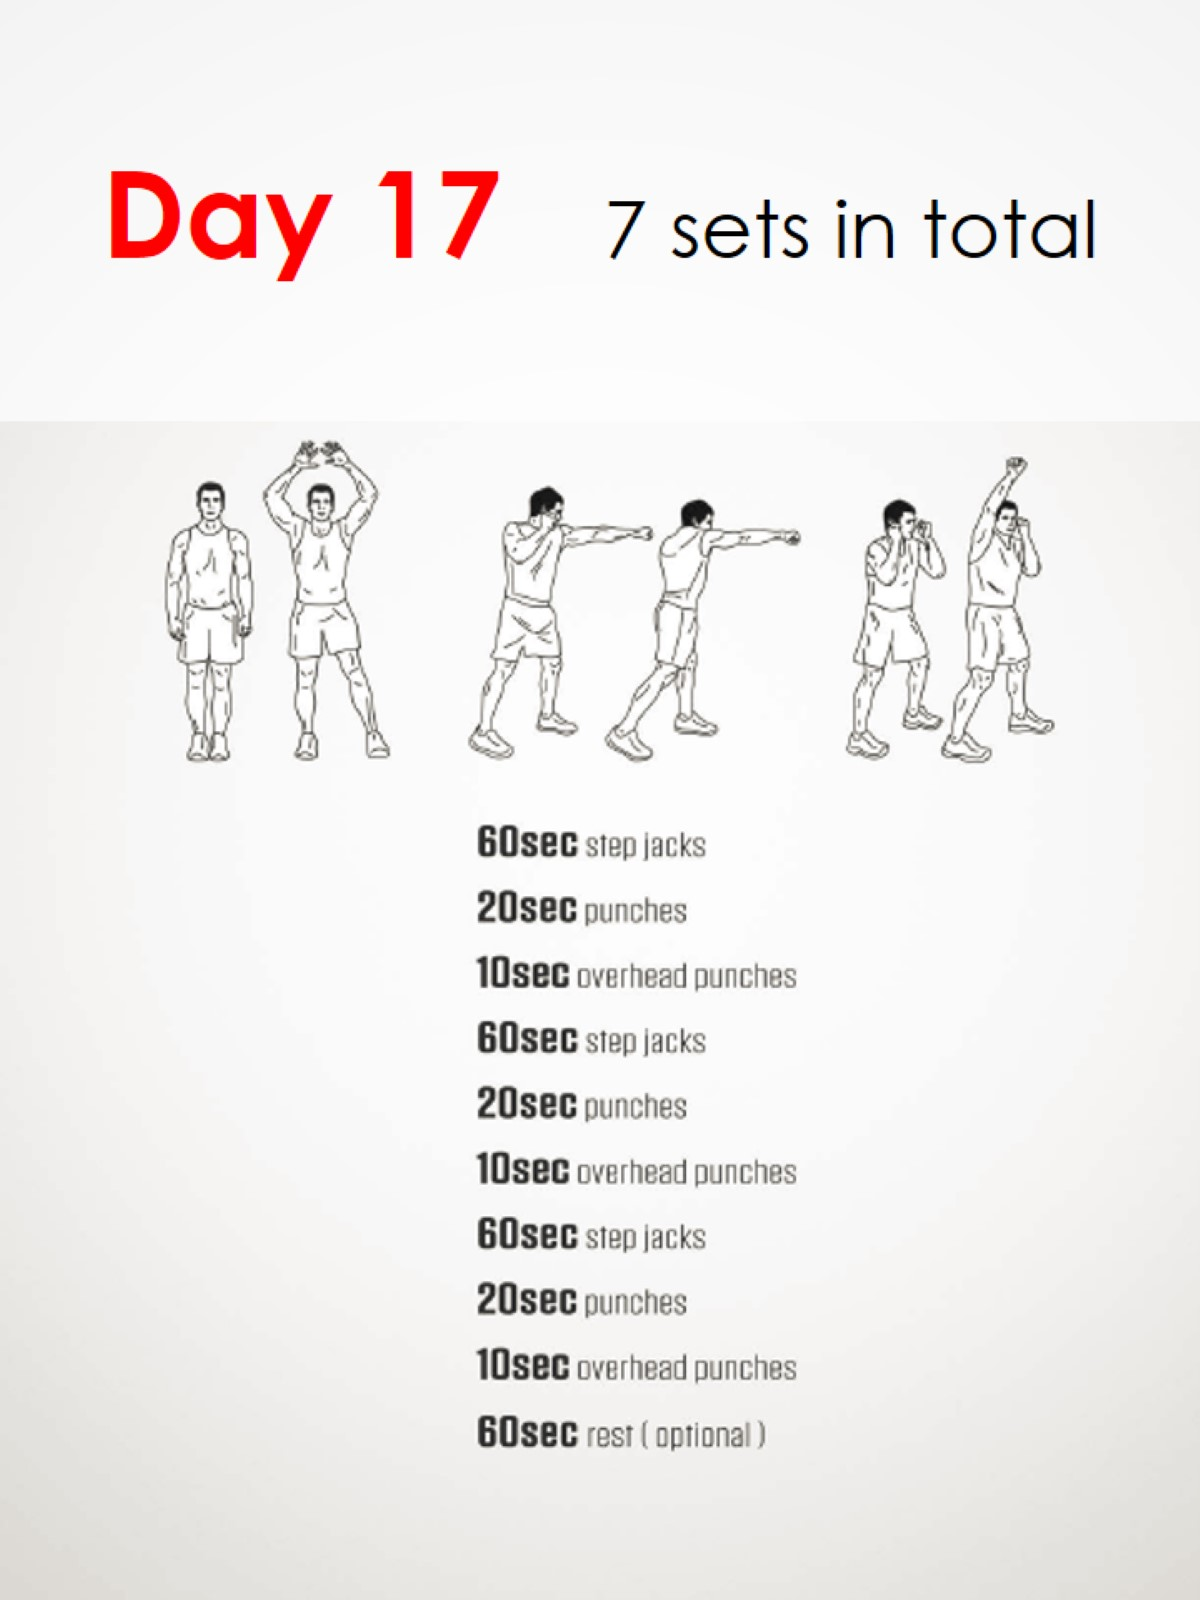 Day 17 7 sets in total
60sec step jacks
20sec punches
10sec overhead punches
60sec step jacks
20sec punches
10sec overhead punches
60sec step jacks
20sec punches
10sec overhead punches
60sec rest ( optional )